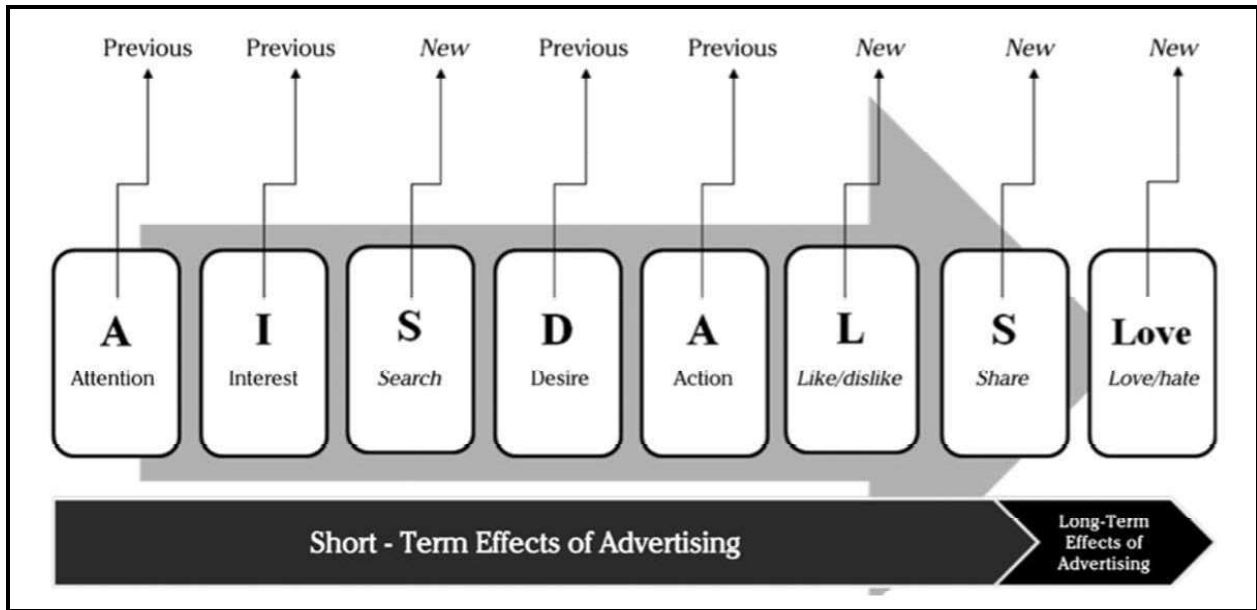 Previous Previous New Previous Previous New New New
A I S D A L S Love
Attention Interest Search Desire Action Like/dislike Share Love/hate
Short - Term Effects of Advertising
Long-Term
Effects of
Advertising